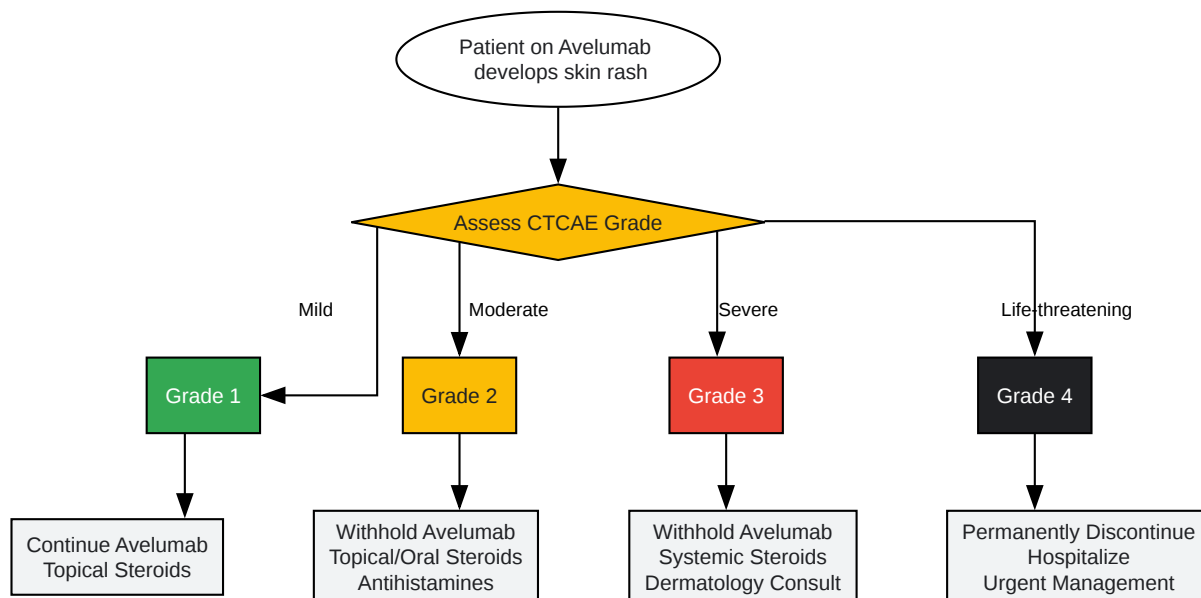 Patient on Avelumab
develops skin rash
Assess CTCAE Grade
Mild
Moderate
Severe
Life-threatening
Grade 1
Grade 2
Grade 3
Grade 4
Continue Avelumab
Topical Steroids
Withhold Avelumab
Topical/Oral Steroids
Antihistamines
Withhold Avelumab
Systemic Steroids
Dermatology Consult
Permanently Discontinue
Hospitalize
Urgent Management